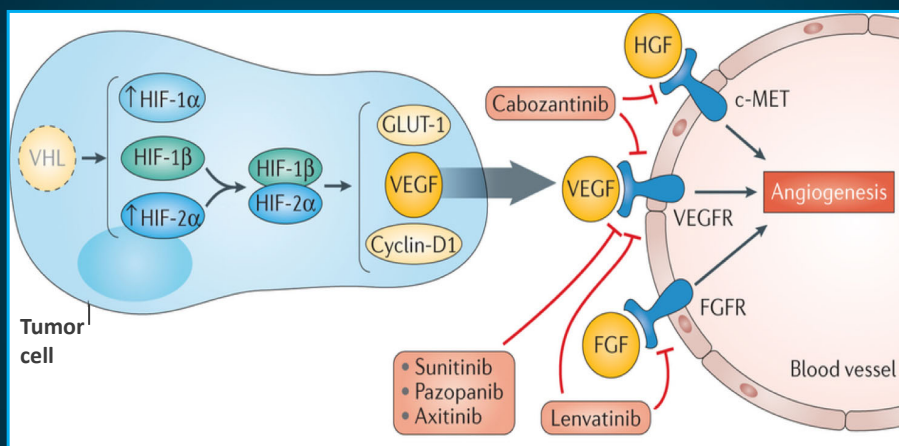 VHL
↑HIF-1α
HIF-1β
↑HIF-2α
HIF-1β
HIF-2α
GLUT-1
VEGF
Cyclin-D1
Tumor
cell
Cabozantinib
HGF
c-MET
VEGF
VEGFR
Angiogenesis
FGF
FGFR
• Sunitinib
• Pazopanib
• Axitinib
Lenvatinib
Blood vessel